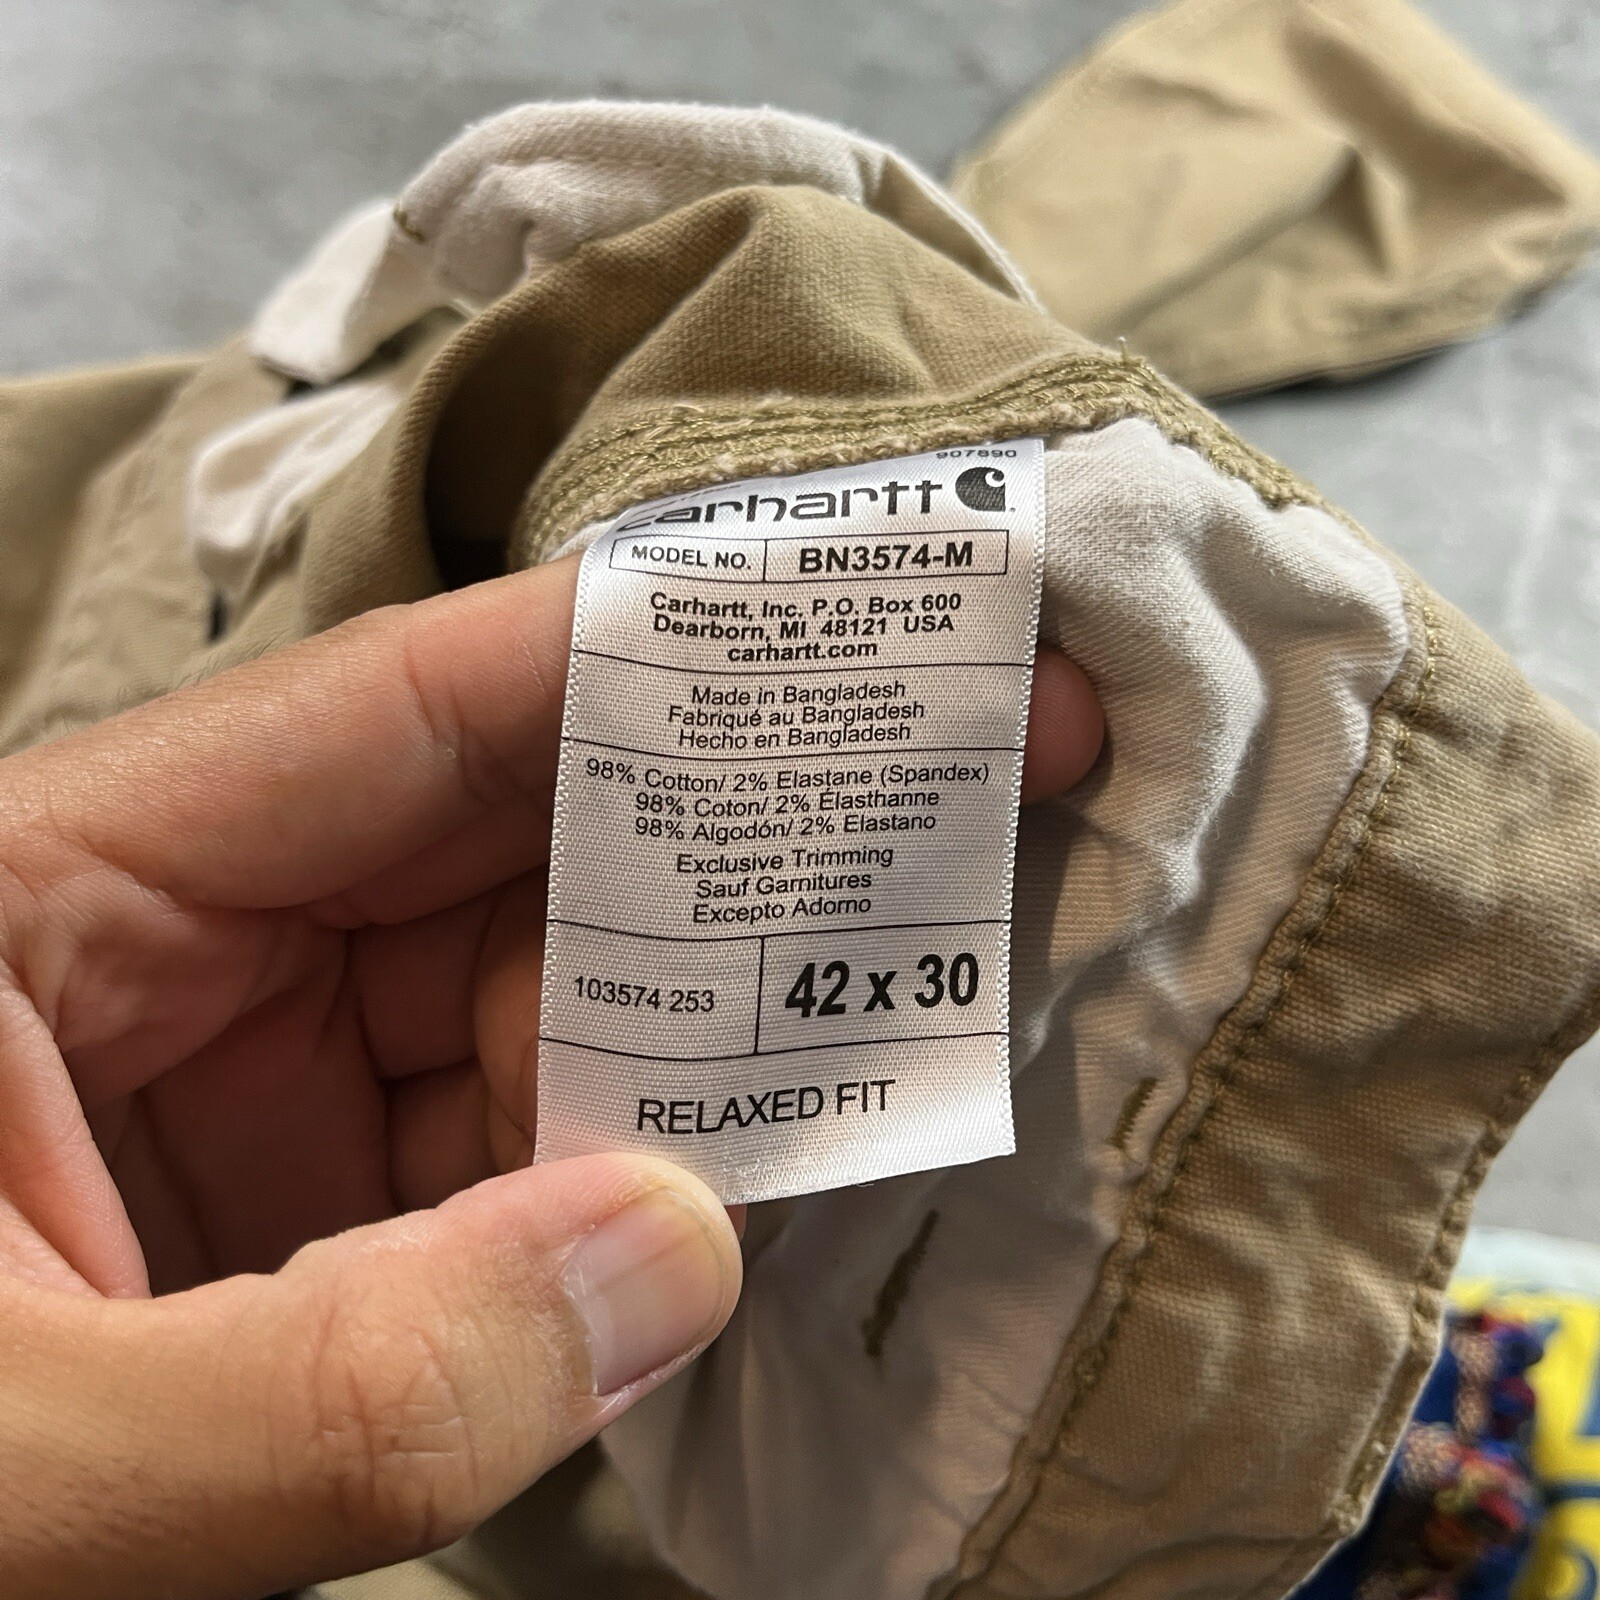 907890
carhartt
MODEL NO. BN3574-M
Carhartt, Inc. P.O. Box 600
Dearborn, MI 48121 USA
carhartt.com
Made in Bangladesh
Fabriqué au Bangladesh
Hecho en Bangladesh
98% Cotton/ 2% Elastane (Spandex)
98% Coton/ 2% Élasthanne
98% Algodón/ 2% Elastano
Exclusive Trimming
Sauf Garnitures
Excepto Adorno
103574 253 42 x 30
RELAXED FIT